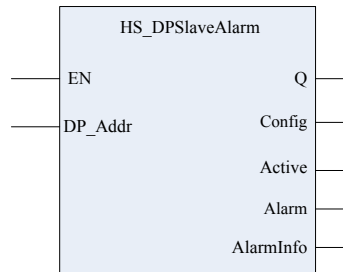 HS_DPSlaveAlarm
EN
Q
DP_Addr
Config
Active
Alarm
AlarmInfo